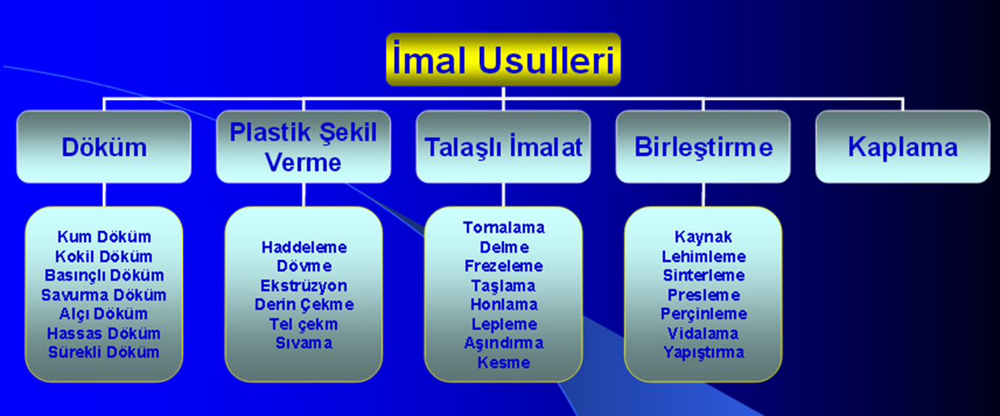 İmal Usulleri
Döküm
Plastik Şekil
Verme
Talaşlı İmalat
Birleştirme
Kaplama
Kum Döküm
Kokil Döküm
Basınçlı Döküm
Savurma Döküm
Alçı Döküm
Hassas Döküm
Sürekli Döküm
Haddeleme
Dövme
Ekstrüzyon
Derin Çekme
Tel çekm
Sıvama
Tornalama
Delme
Frezeleme
Taşlama
Honlama
Lepleme
Aşındırma
Kesme
Kaynak
Lehimleme
Sinterleme
Presleme
Perçinleme
Vidalama
Yapıştırma